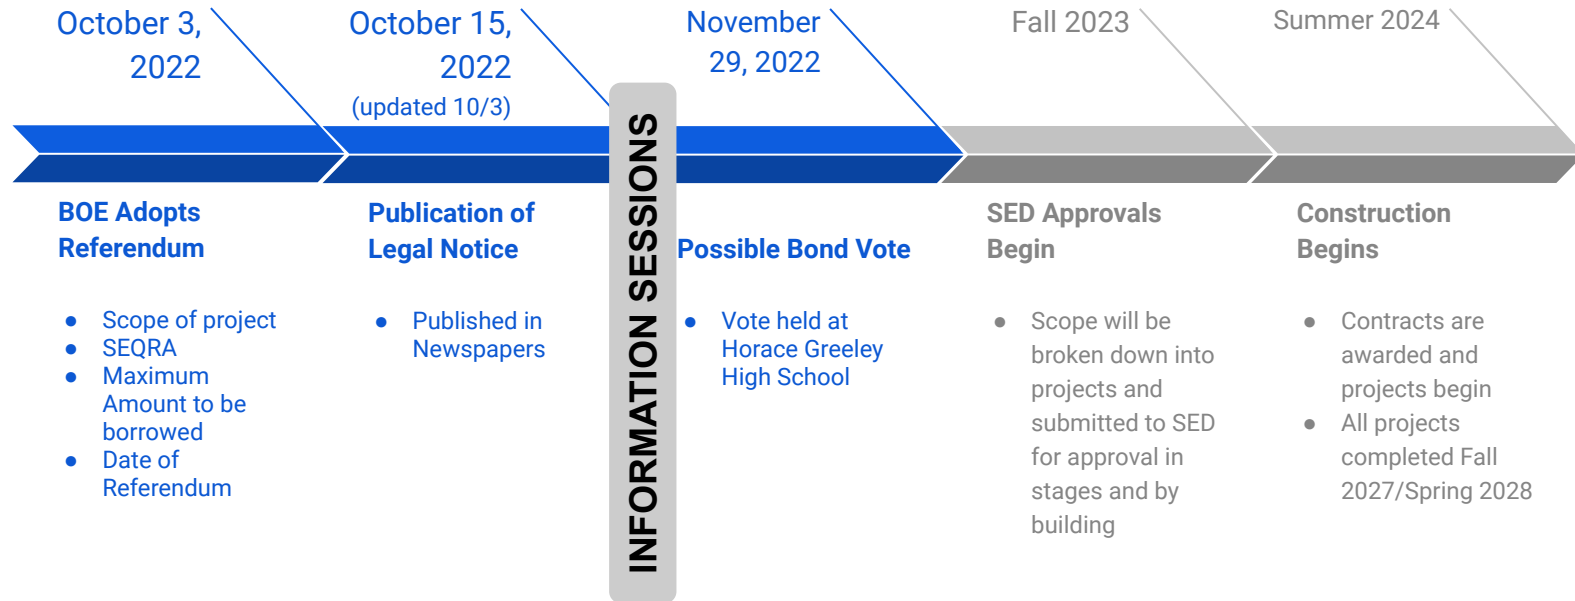 October 3,
2022
October 15,
2022
(updated 10/3)
November
29, 2022
Fall 2023
Summer 2024
BOE Adopts
Referendum
● Scope of project
● SEQRA
● Maximum
Amount to be
borrowed
● Date of
Referendum
Publication of
Legal Notice
● Published in
Newspapers
INFORMATION SESSIONS
Possible Bond Vote
● Vote held at
Horace Greeley
High School
SED Approvals
Begin
● Scope will be
broken down into
projects and
submitted to SED
for approval in
stages and by
building
Construction
Begins
● Contracts are
awarded and
projects begin
● All projects
completed Fall
2027/Spring 2028